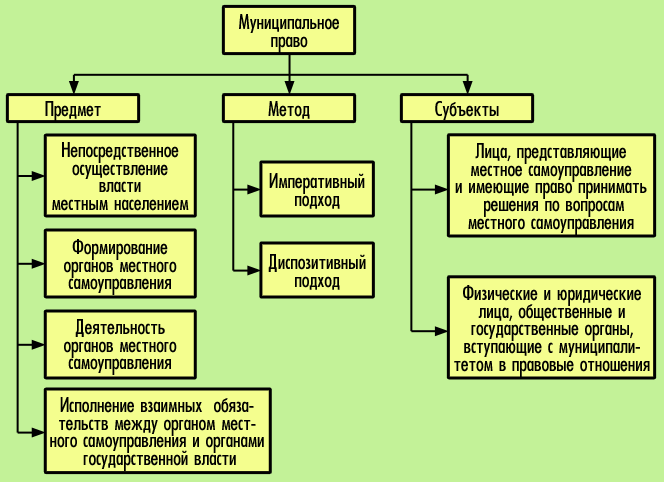 Муниципальное
право
Предмет
Метод
Субъекты
Непосредственное
осуществление
власти
местным населением
Формирование
органов местного
самоуправления
Деятельность
органов местного
самоуправления
Исполнение взаимных обяза-
тельств между органом мест-
ного самоуправления и органами
государственной власти
Императивный
подход
Диспозитивный
подход
Лица, представляющие
местное самоуправление
и имеющие право принимать
решения по вопросам
местного самоуправления
Физические и юридические
лица, общественные и
государственные органы,
вступающие с муниципали-
тетом в правовые отношения